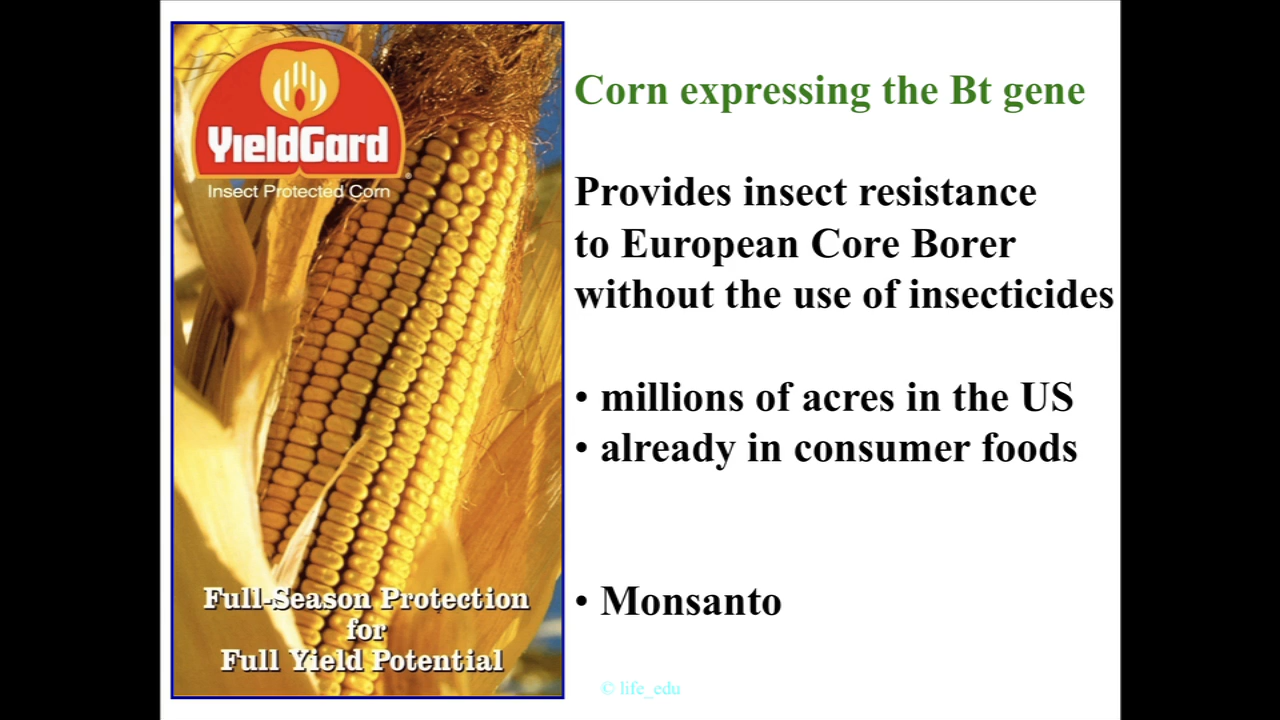 YieldGard
Insect Protected Corn
Full-Season Protection
for
Full Yield Potential
Corn expressing the Bt gene
Provides insect resistance
to European Core Borer
without the use of insecticides
• millions of acres in the US
• already in consumer foods
• Monsanto
© life_edu